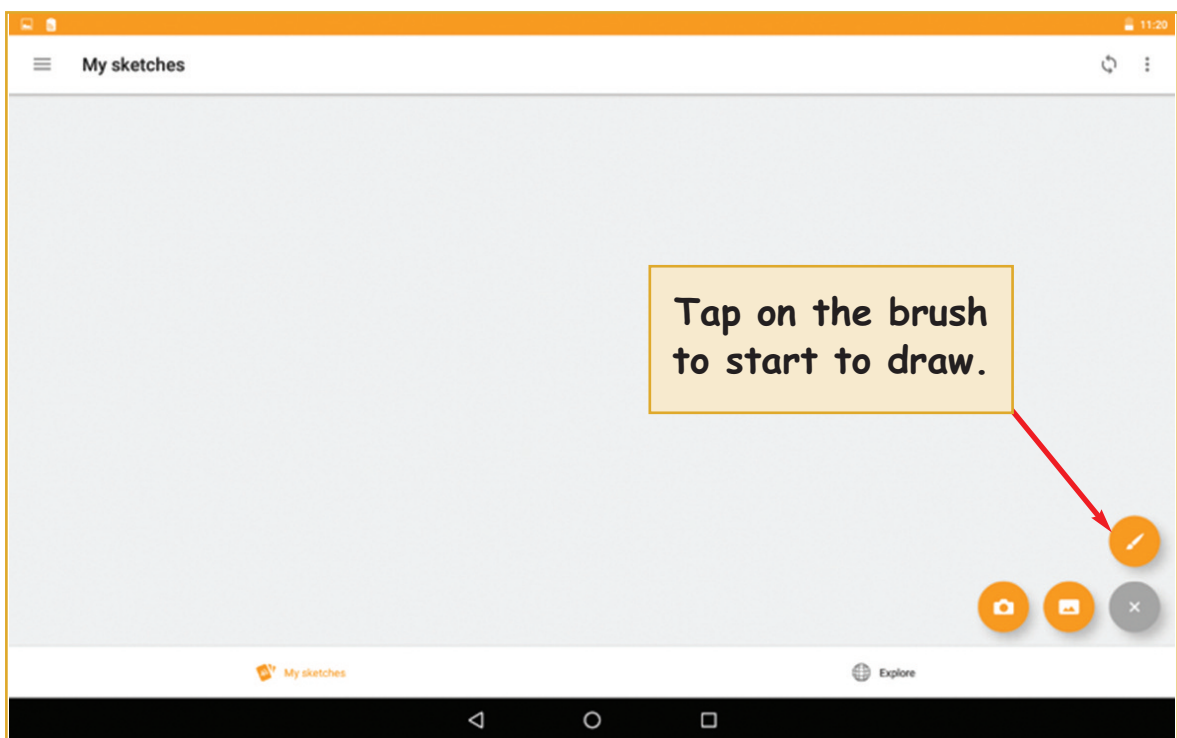 11:20
My sketches
Tap on the brush
to start to draw.
My sketches
Explore